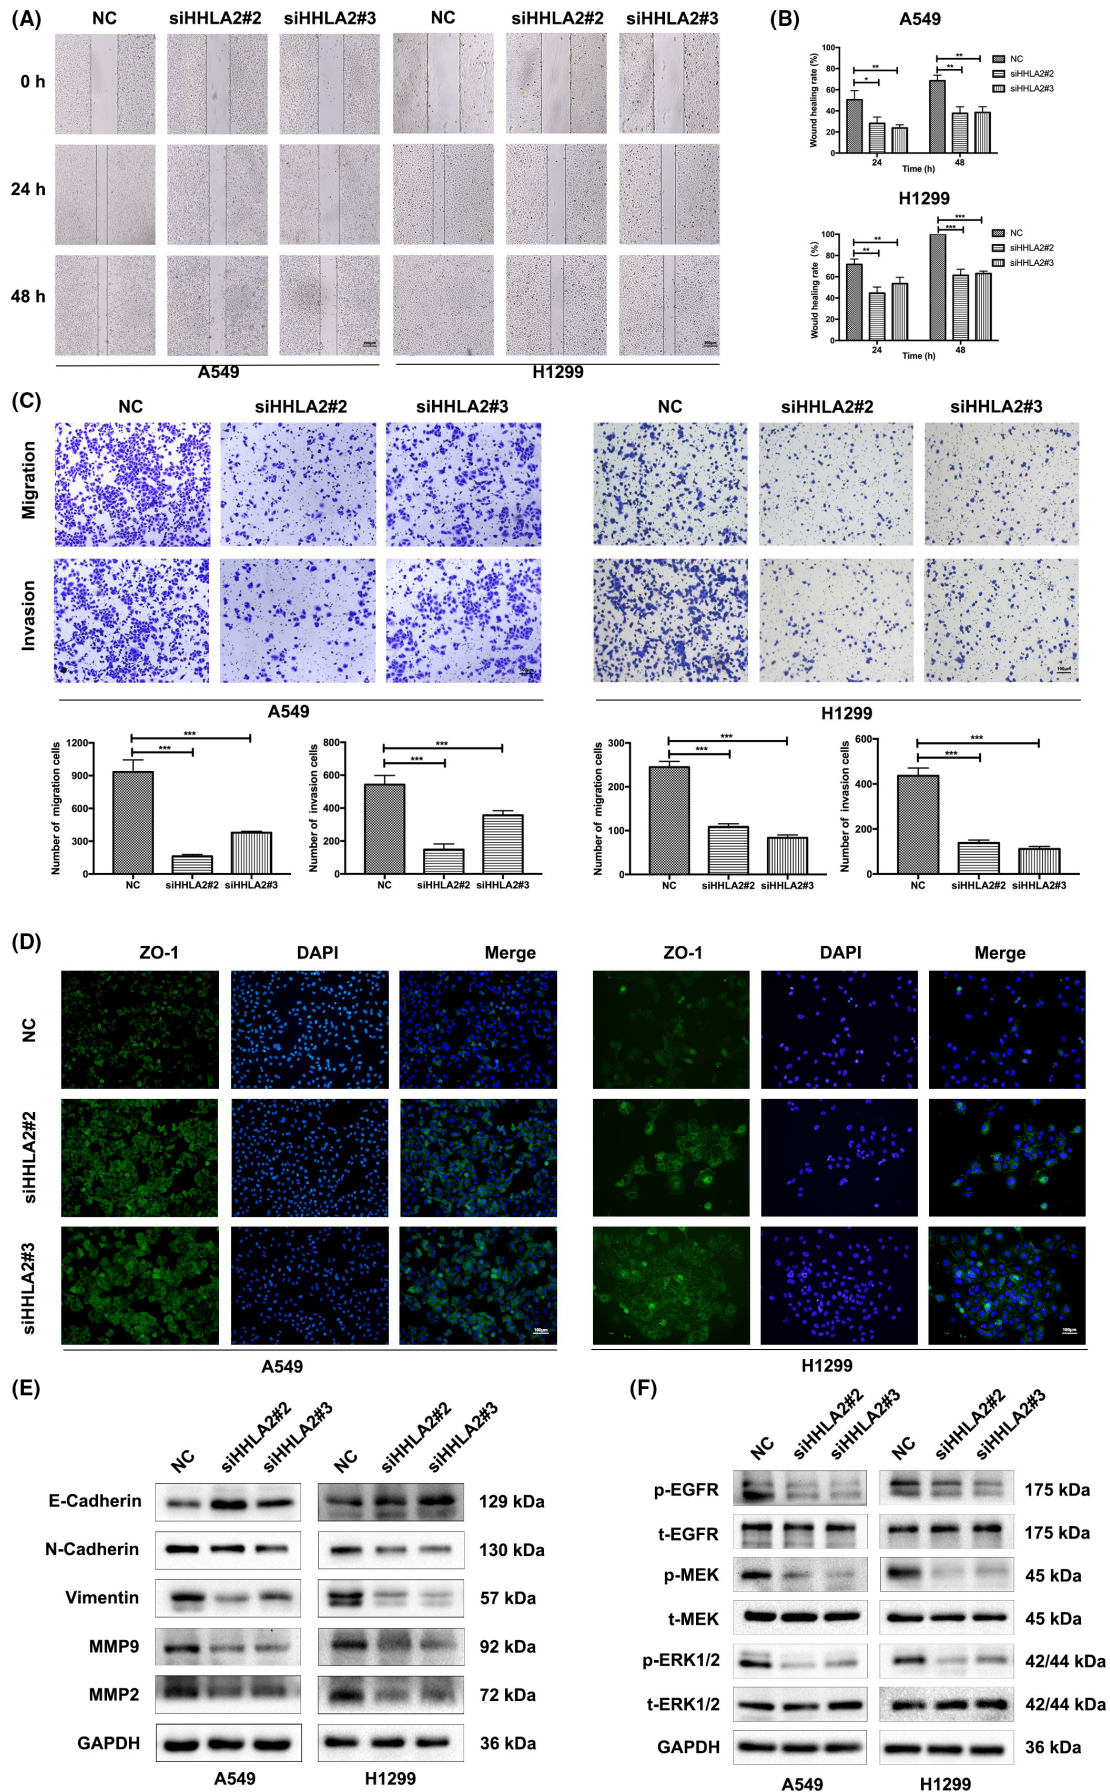 (A)
NC siHHLA2#2 siHHLA2#3 NC siHHLA2#2 siHHLA2#3
0 h
24 h
48 h
A549 H1299
(B)
A549
Wound healing rate (%)
100
80
60
40
20
0
* ** ** **
NC
siHHLA2#2
siHHLA2#3
24 48
Time (h)
H1299
Would healing rate (%)
100
80
60
40
20
0
** ** *** ***
NC
siHHLA2#2
siHHLA2#3
24 48
Time (h)
(C)
NC siHHLA2#2 siHHLA2#3 NC siHHLA2#2 siHHLA2#3
Migration
Invasion
100μm
A549 H1299
Number of migration cells
1200
900
600
300
0
*** ***
NC siHHLA2#2 siHHLA2#3
Number of invasion cells
800
600
400
200
0
*** ***
NC siHHLA2#2 siHHLA2#3
Number of migration cells
300
200
100
0
*** ***
NC siHHLA2#2 siHHLA2#3
Number of invasion cells
600
400
200
0
*** ***
NC siHHLA2#2 siHHLA2#3
(D)
ZO-1 DAPI Merge ZO-1 DAPI Merge
NC
siHHLA2#2
siHHLA2#3
100μm 100μm
A549 H1299
(E)
NC siHHLA2#2 siHHLA2#3 NC siHHLA2#2 siHHLA2#3
E-Cadherin 129 kDa
N-Cadherin 130 kDa
Vimentin 57 kDa
MMP9 92 kDa
MMP2 72 kDa
GAPDH 36 kDa
A549 H1299
(F)
NC siHHLA2#2 siHHLA2#3 NC siHHLA2#2 siHHLA2#3
p-EGFR 175 kDa
t-EGFR 175 kDa
p-MEK 45 kDa
t-MEK 45 kDa
p-ERK1/2 42/44 kDa
t-ERK1/2 42/44 kDa
GAPDH 36 kDa
A549 H1299